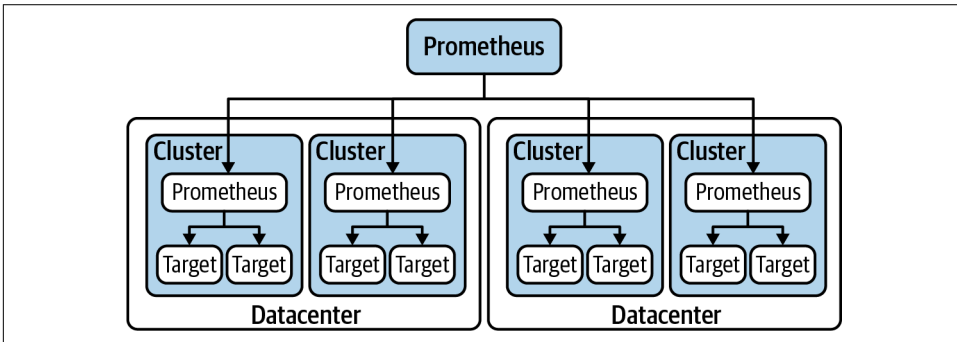 Prometheus
Cluster Cluster Cluster Cluster
Prometheus Prometheus Prometheus Prometheus
Target Target Target Target Target Target Target Target
Datacenter Datacenter